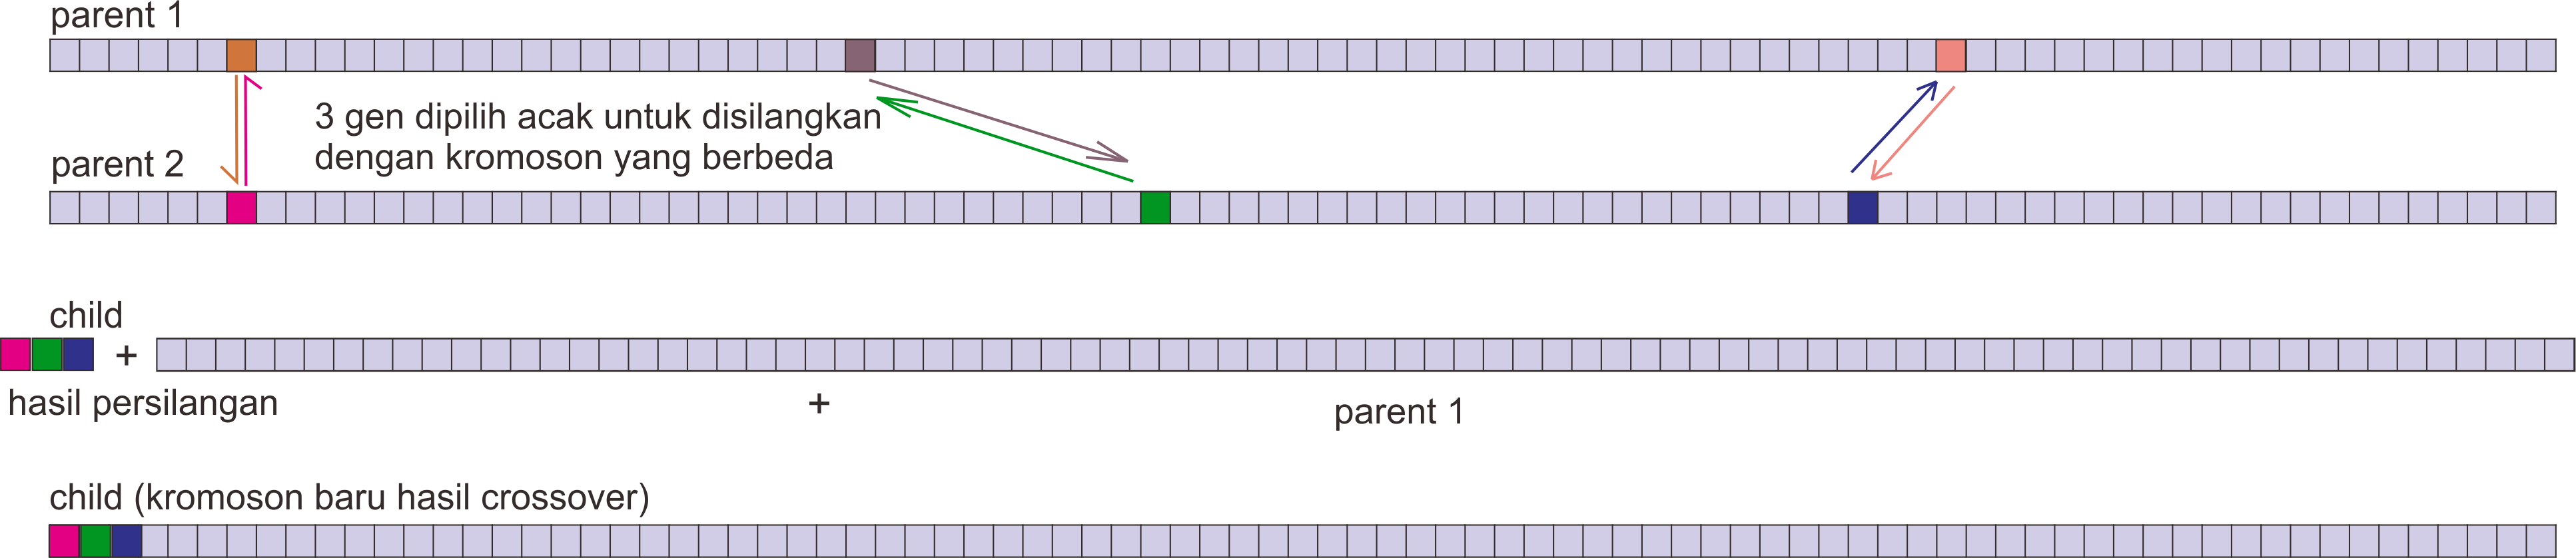 parent 1
3 gen dipilih acak untuk disilangkan
dengan kromoson yang berbeda
parent 2
child
+
hasil persilangan
+
parent 1
child (kromoson baru hasil crossover)